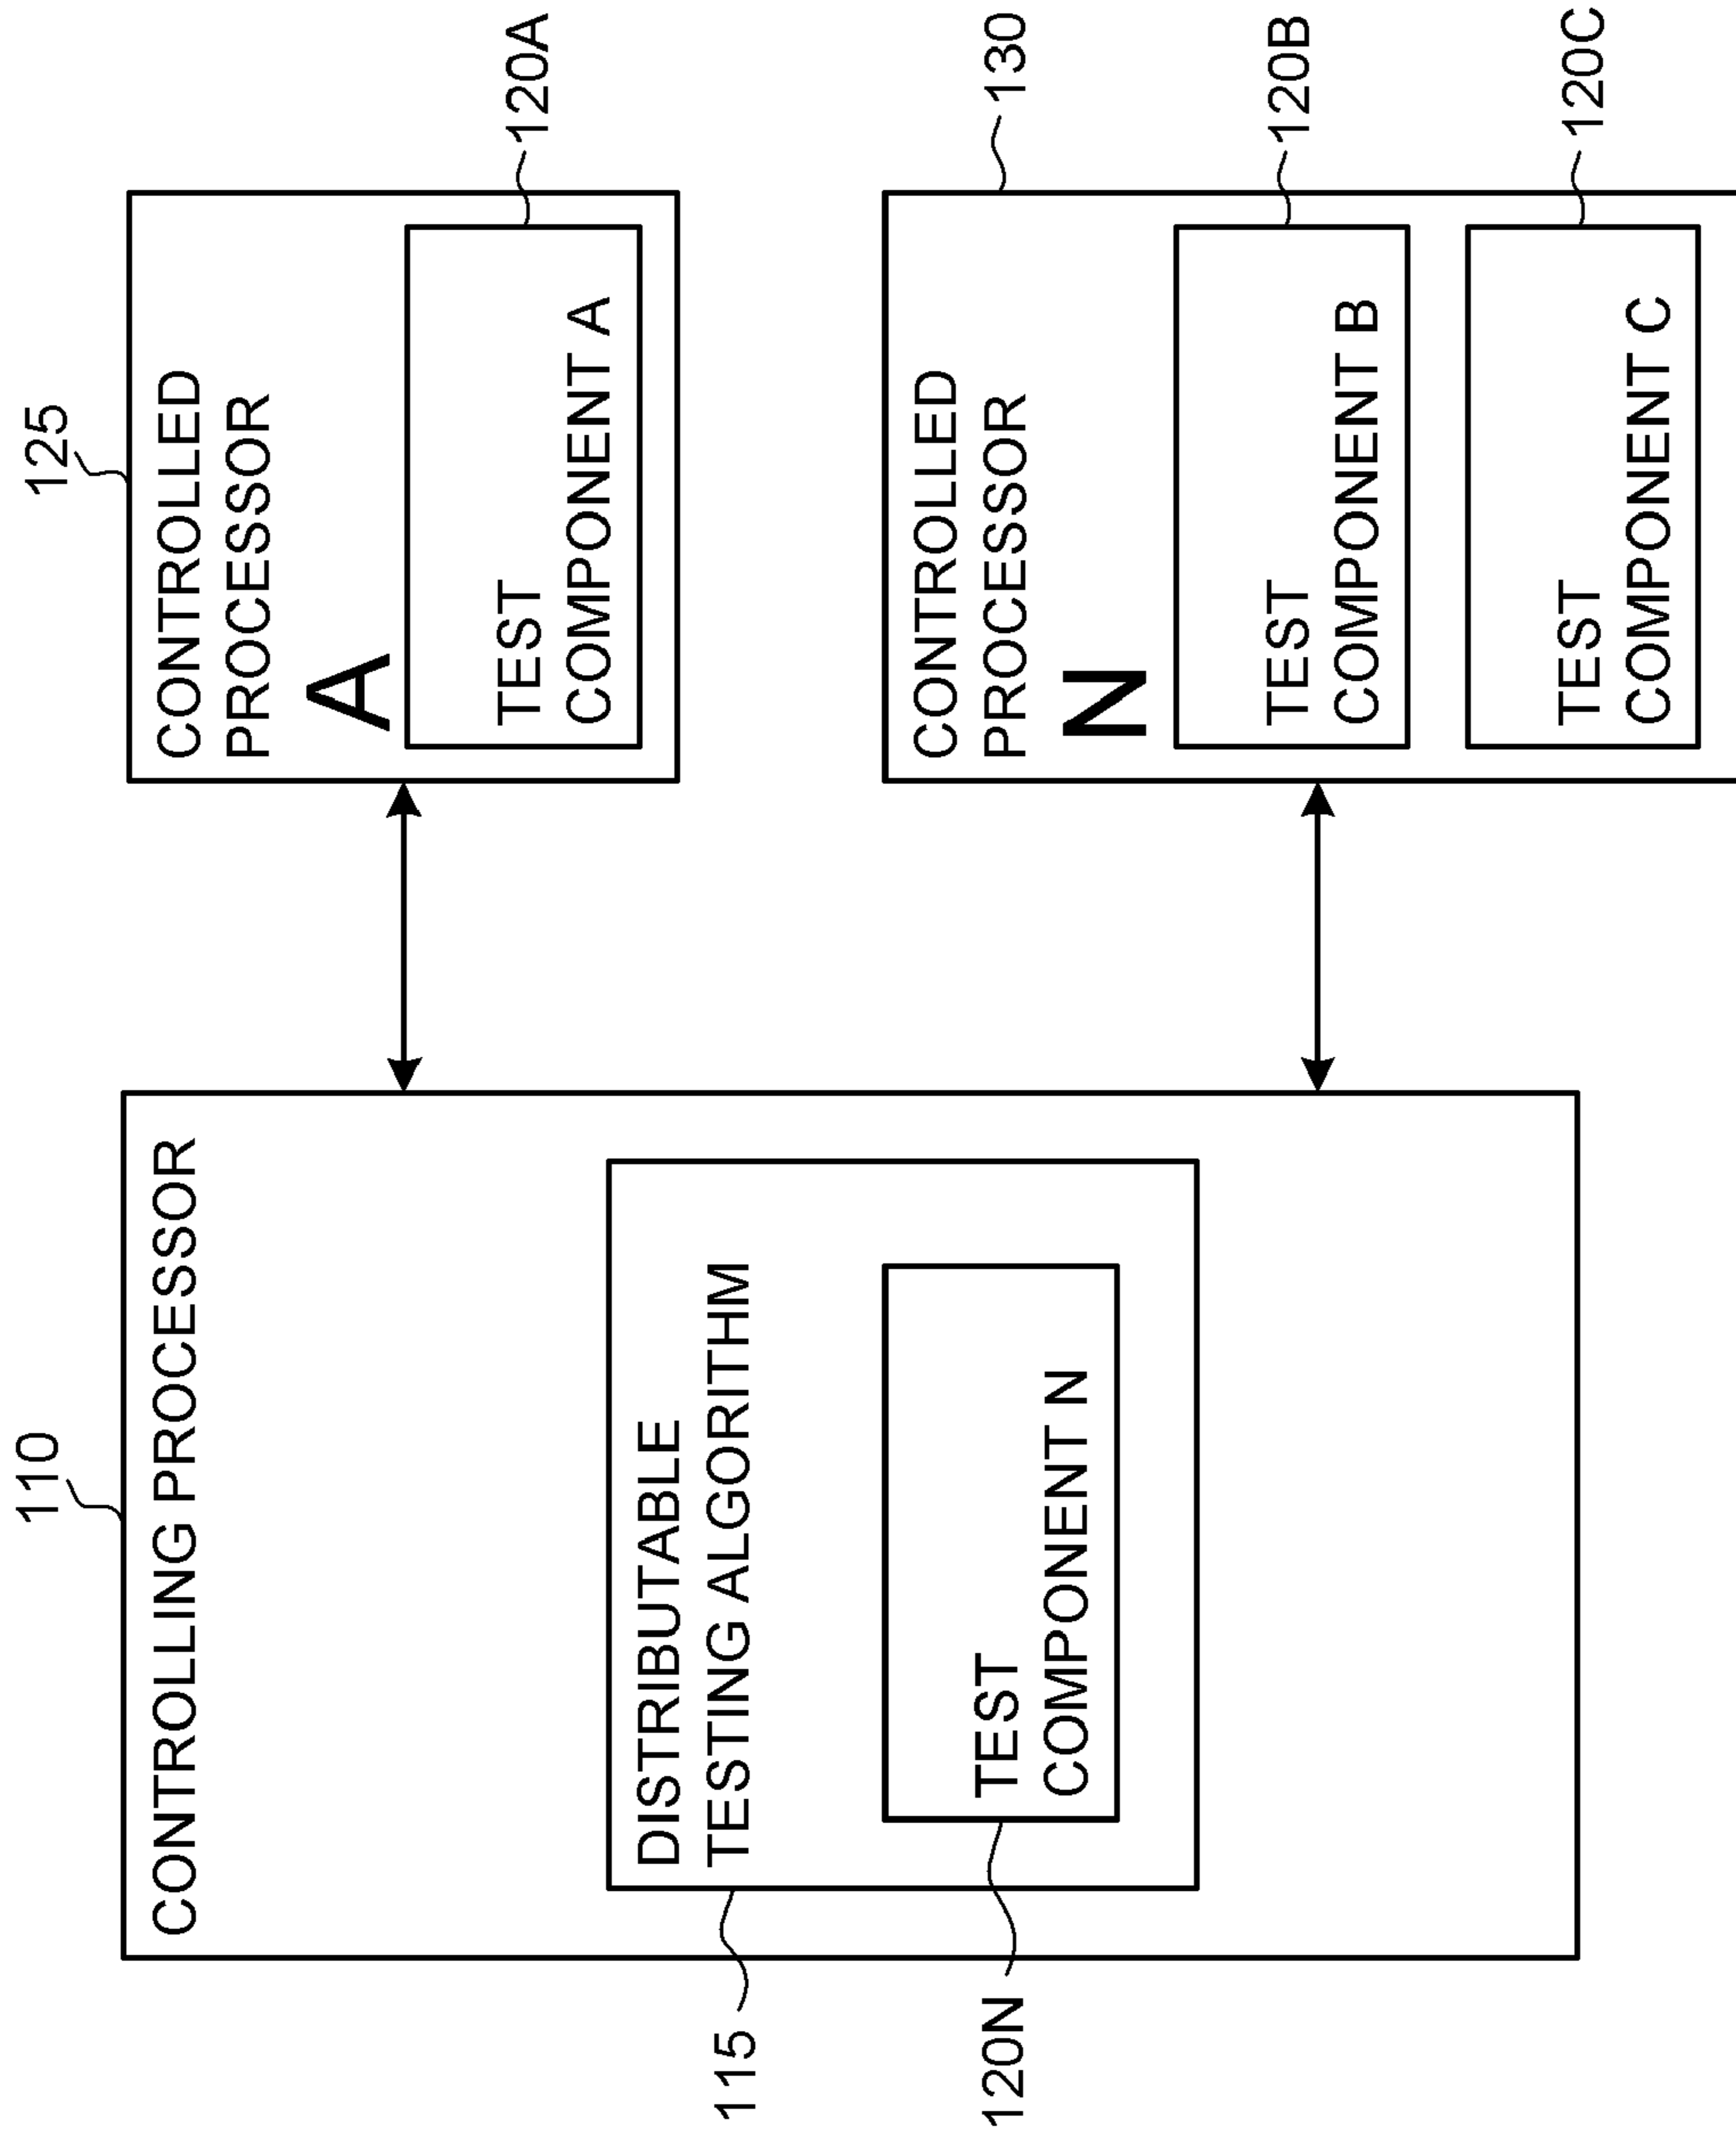 110
CONTROLLING PROCESSOR
115
DISTRIBUTABLE
TESTING ALGORITHM
120N
TEST
COMPONENT N
125
CONTROLLED
PROCESSOR
A
TEST
COMPONENT A
120A
130
CONTROLLED
PROCESSOR
N
TEST
COMPONENT B
120B
TEST
COMPONENT C
120C